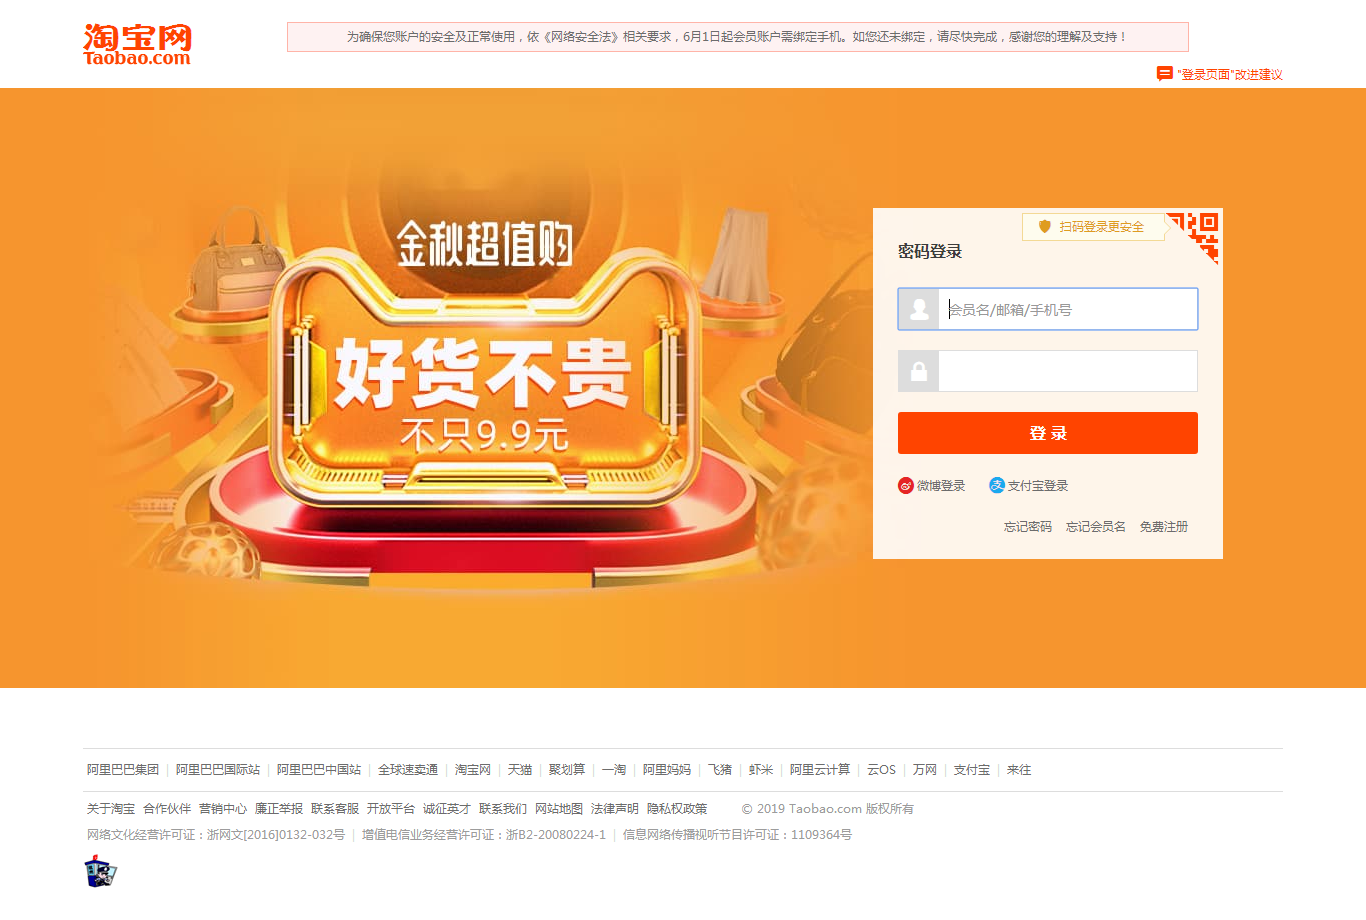 淘宝网
Taobao.com
为确保您账户的安全及正常使用，依《网络安全法》相关要求，6月1日起会员账户需绑定手机。如您还未绑定，请尽快完成，感谢您的理解及支持！
"登录页面"改进建议
金秋超值购
好货不贵
不只9.9元
扫码登录更安全
密码登录
会员名/邮箱/手机号
登 录
微博登录 支付宝登录
忘记密码 忘记会员名 免费注册
阿里巴巴集团 | 阿里巴巴国际站 | 阿里巴巴中国站 | 全球速卖通 | 淘宝网 | 天猫 | 聚划算 | 一淘 | 阿里妈妈 | 飞猪 | 虾米 | 阿里云计算 | 云OS | 万网 | 支付宝 | 来往
关于淘宝 合作伙伴 营销中心 廉正举报 联系客服 开放平台 诚征英才 联系我们 网站地图 法律声明 隐私权政策 © 2019 Taobao.com 版权所有
网络文化经营许可证：浙网文[2016]0132-032号 | 增值电信业务经营许可证：浙B2-20080224-1 | 信息网络传播视听节目许可证：1109364号